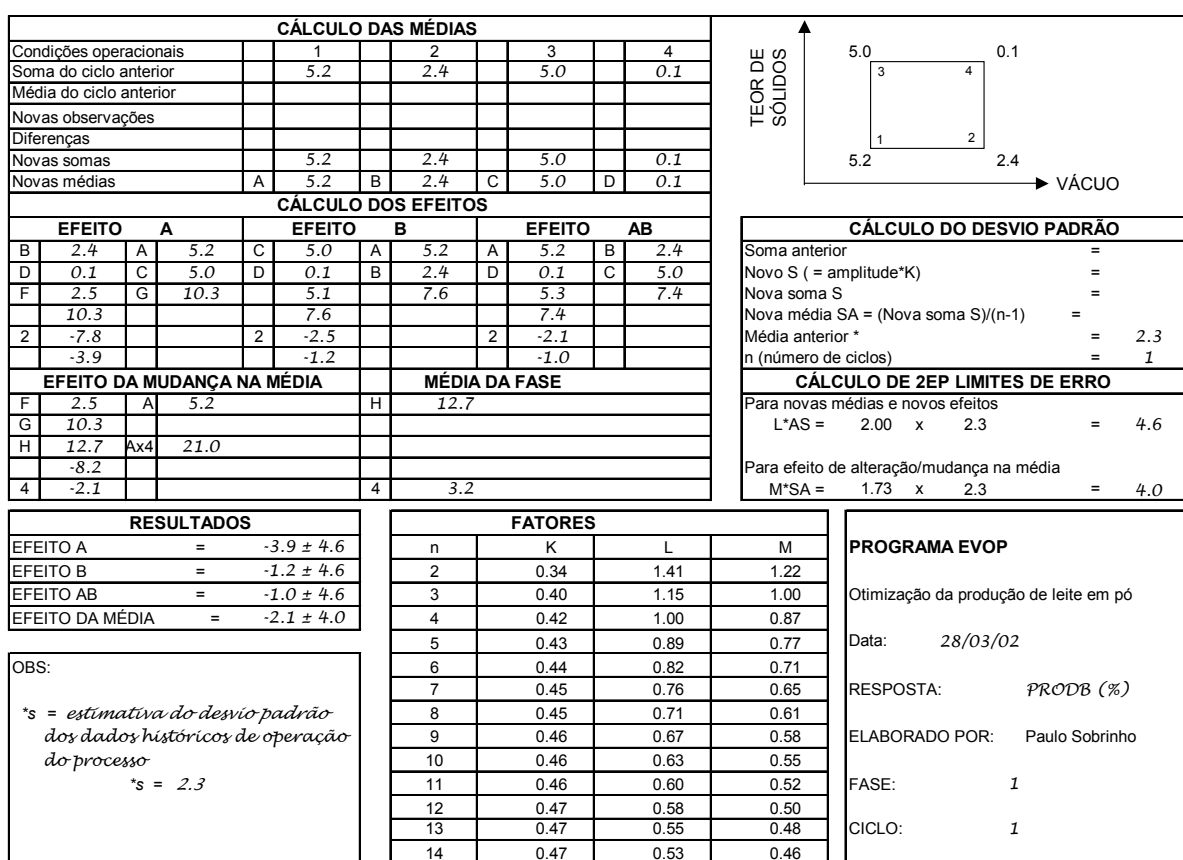 CÁLCULO DAS MÉDIAS
Condições operacionais 1 2 3 4
Soma do ciclo anterior 5.2 2.4 5.0 0.1
Média do ciclo anterior
Novas observações
Diferenças
Novas somas 5.2 2.4 5.0 0.1
Novas médias A 5.2 B 2.4 C 5.0 D 0.1
TEOR DE
SÓLIDOS
5.0 0.1
3 4
1 2
5.2 2.4
VÁCUO
CÁLCULO DOS EFEITOS
EFEITO A EFEITO B EFEITO AB
B 2.4 A 5.2 C 5.0 A 5.2 A 5.2 B 2.4
D 0.1 C 5.0 D 0.1 B 2.4 D 0.1 C 5.0
F 2.5 G 10.3 5.1 7.6 5.3 7.4
10.3 7.6 7.4
2 -7.8 2 -2.5 2 -2.1
-3.9 -1.2 -1.0
CÁLCULO DO DESVIO PADRÃO
Soma anterior =
Novo S ( = amplitude*K) =
Nova soma S =
Nova média SA = (Nova soma S)/(n-1) =
Média anterior * = 2.3
n (número de ciclos) = 1
EFEITO DA MUDANÇA NA MÉDIA MÉDIA DA FASE
F 2.5 A 5.2 H 12.7
G 10.3
H 12.7 Ax4 21.0
-8.2
4 -2.1 4 3.2
CÁLCULO DE 2EP LIMITES DE ERRO
Para novas médias e novos efeitos
L*AS = 2.00 x 2.3 = 4.6
Para efeito de alteração/mudança na média
M*SA = 1.73 x 2.3 = 4.0
RESULTADOS
EFEITO A = -3.9 ± 4.6
EFEITO B = -1.2 ± 4.6
EFEITO AB = -1.0 ± 4.6
EFEITO DA MÉDIA = -2.1 ± 4.0
OBS:
*s = estimativa do desvio padrão
dos dados históricos de operação
do processo
*s = 2.3
FATORES
n K L M
2 0.34 1.41 1.22
3 0.40 1.15 1.00
4 0.42 1.00 0.87
5 0.43 0.89 0.77
6 0.44 0.82 0.71
7 0.45 0.76 0.65
8 0.45 0.71 0.61
9 0.46 0.67 0.58
10 0.46 0.63 0.55
11 0.46 0.60 0.52
12 0.47 0.58 0.50
13 0.47 0.55 0.48
14 0.47 0.53 0.46
PROGRAMA EVOP
Otimização da produção de leite em pó
Data: 28/03/02
RESPOSTA: PRODB (%)
ELABORADO POR: Paulo Sobrinho
FASE: 1
CICLO: 1